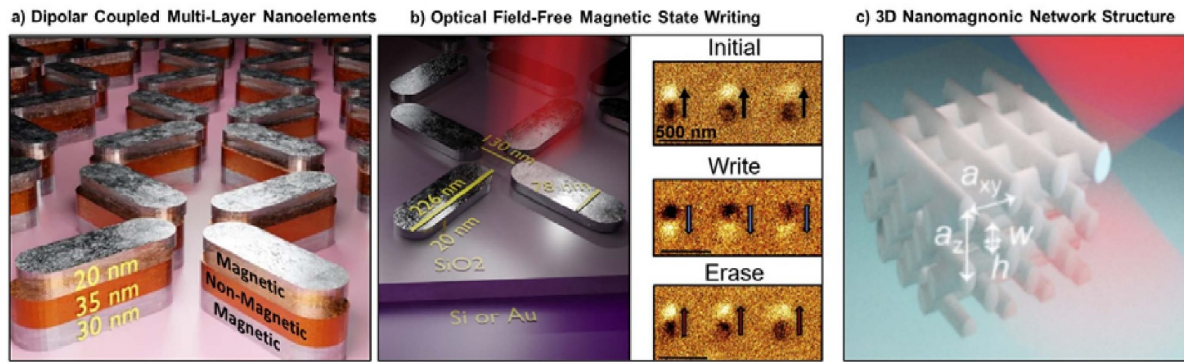 a) Dipolar Coupled Multi-Layer Nanoelements
20 nm
35 nm
30 nm
Magnetic
Non-Magnetic
Magnetic
b) Optical Field-Free Magnetic State Writing
130 nm
226 nm
78 nm
20 nm
SiO2
Si or Au
Initial
500 nm
Write
Erase
c) 3D Nanomagnonic Network Structure
axy
az
w
h